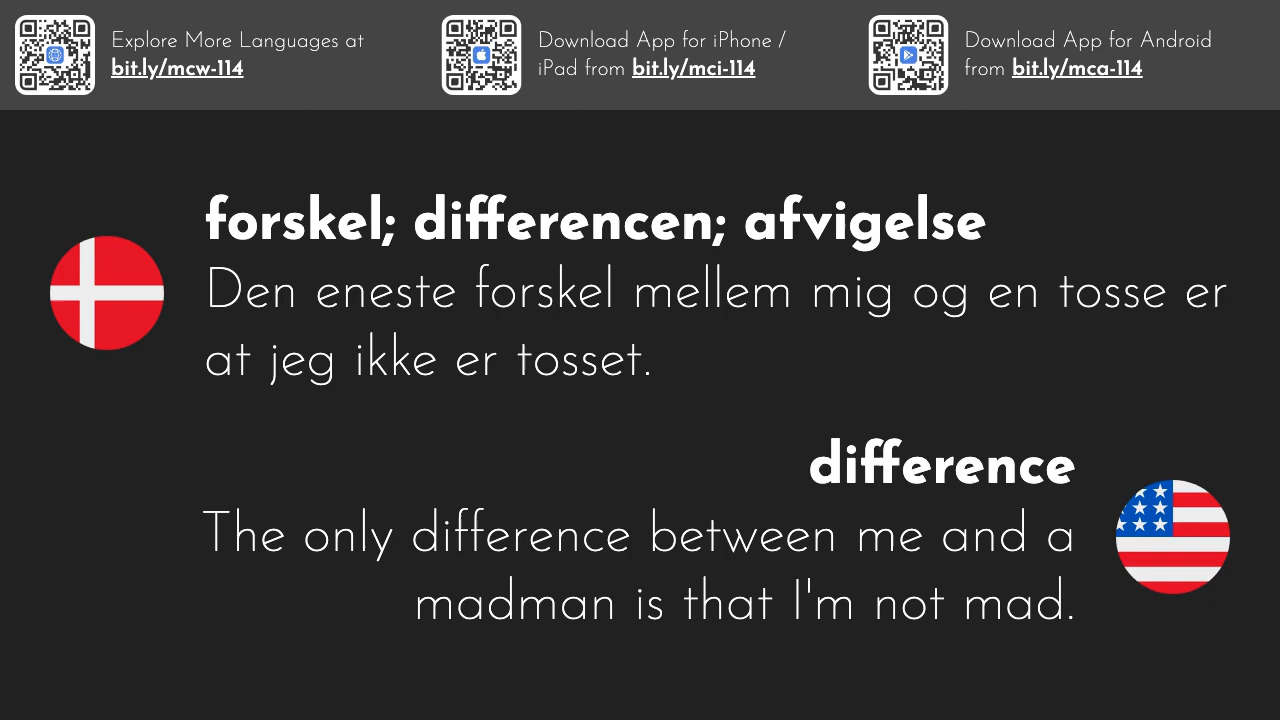 Explore More Languages at
bit.ly/mcw-114
Download App for iPhone /
iPad from bit.ly/mci-114
Download App for Android
from bit.ly/mca-114
forskel; differencen; afvigelse
Den eneste forskel mellem mig og en tosse er
at jeg ikke er tosset.
difference
The only difference between me and a
madman is that I'm not mad.